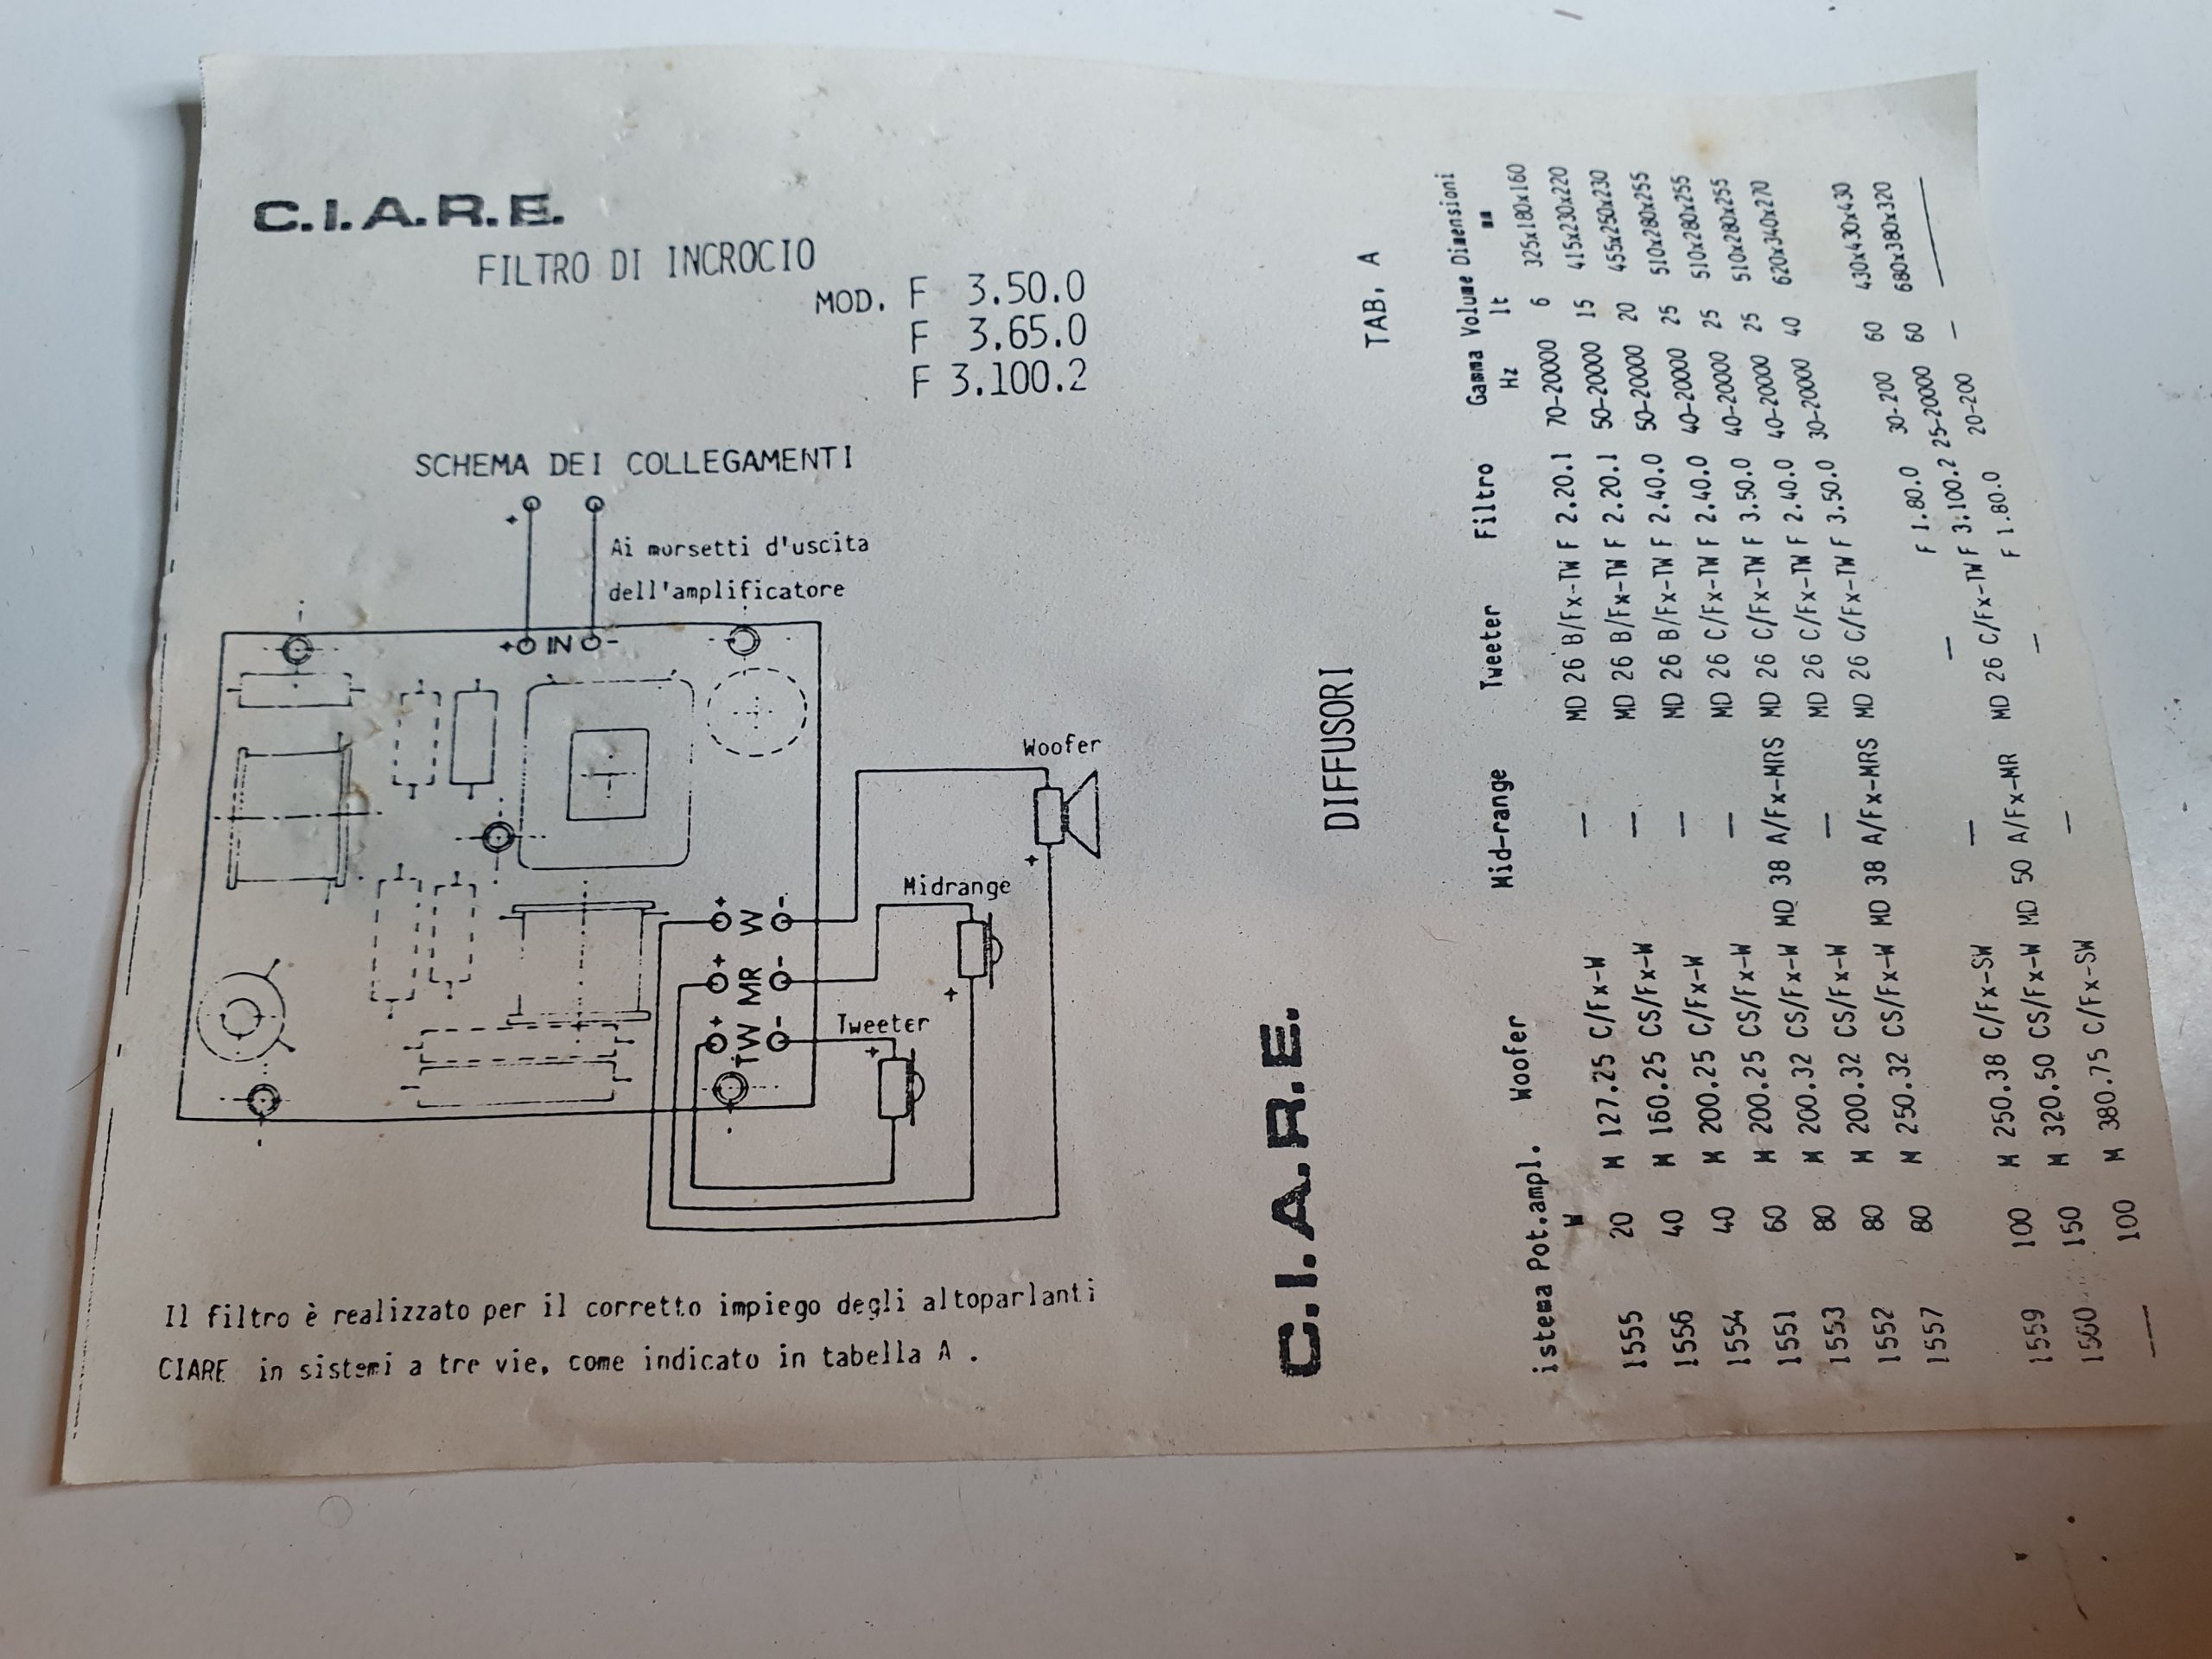 C.I.A.R.E.
FILTRO DI INCROCIO
MOD. F 3.50.0
F 3.65.0
F 3.100.2
SCHEMA DEI COLLEGAMENTI
+
Ai morsetti d'uscita
dell'amplificatore
+ IN -
Woofer
+
Midrange
+ W -
+
+ MR -
Tweeter
+ TW -
+
Il filtro è realizzato per il corretto impiego degli altoparlanti
CIARE in sistemi a tre vie, come indicato in tabella A .
C.I.A.R.E. DIFFUSORI TAB. A
istema Pot.ampl. Woofer Mid-range Tweeter Filtro Gamma Volume Dimensioni
W Hz lt mm
1555 20 M 127.25 C/Fx-W — MD 26 B/Fx-TW F 2.20.1 70-20000 6 325x180x160
1556 40 M 160.25 CS/Fx-W — MD 26 B/Fx-TW F 2.20.1 50-20000 15 415x230x220
1554 40 M 200.25 C/Fx-W — MD 26 B/Fx-TW F 2.40.0 50-20000 20 455x250x230
1551 60 M 200.25 CS/Fx-W — MD 26 C/Fx-TW F 2.40.0 40-20000 25 510x280x255
1553 80 M 200.32 CS/Fx-W MD 38 A/Fx-MRS MD 26 C/Fx-TW F 3.50.0 40-20000 25 510x280x255
1552 80 M 200.32 CS/Fx-W — MD 26 C/Fx-TW F 2.40.0 40-20000 25 510x280x255
1557 80 M 250.32 CS/Fx-W MD 38 A/Fx-MRS MD 26 C/Fx-TW F 3.50.0 30-20000 40 620x340x270
1559 100 M 250.38 C/Fx-SW — — F 1.80.0 30-200 60 430x430x430
1560 150 M 320.50 CS/Fx-W MD 50 A/Fx-MR MD 26 C/Fx-TW F 3.100.2 25-20000 60 680x380x320
— 100 M 380.75 C/Fx-SW — — F 1.80.0 20-200 — —